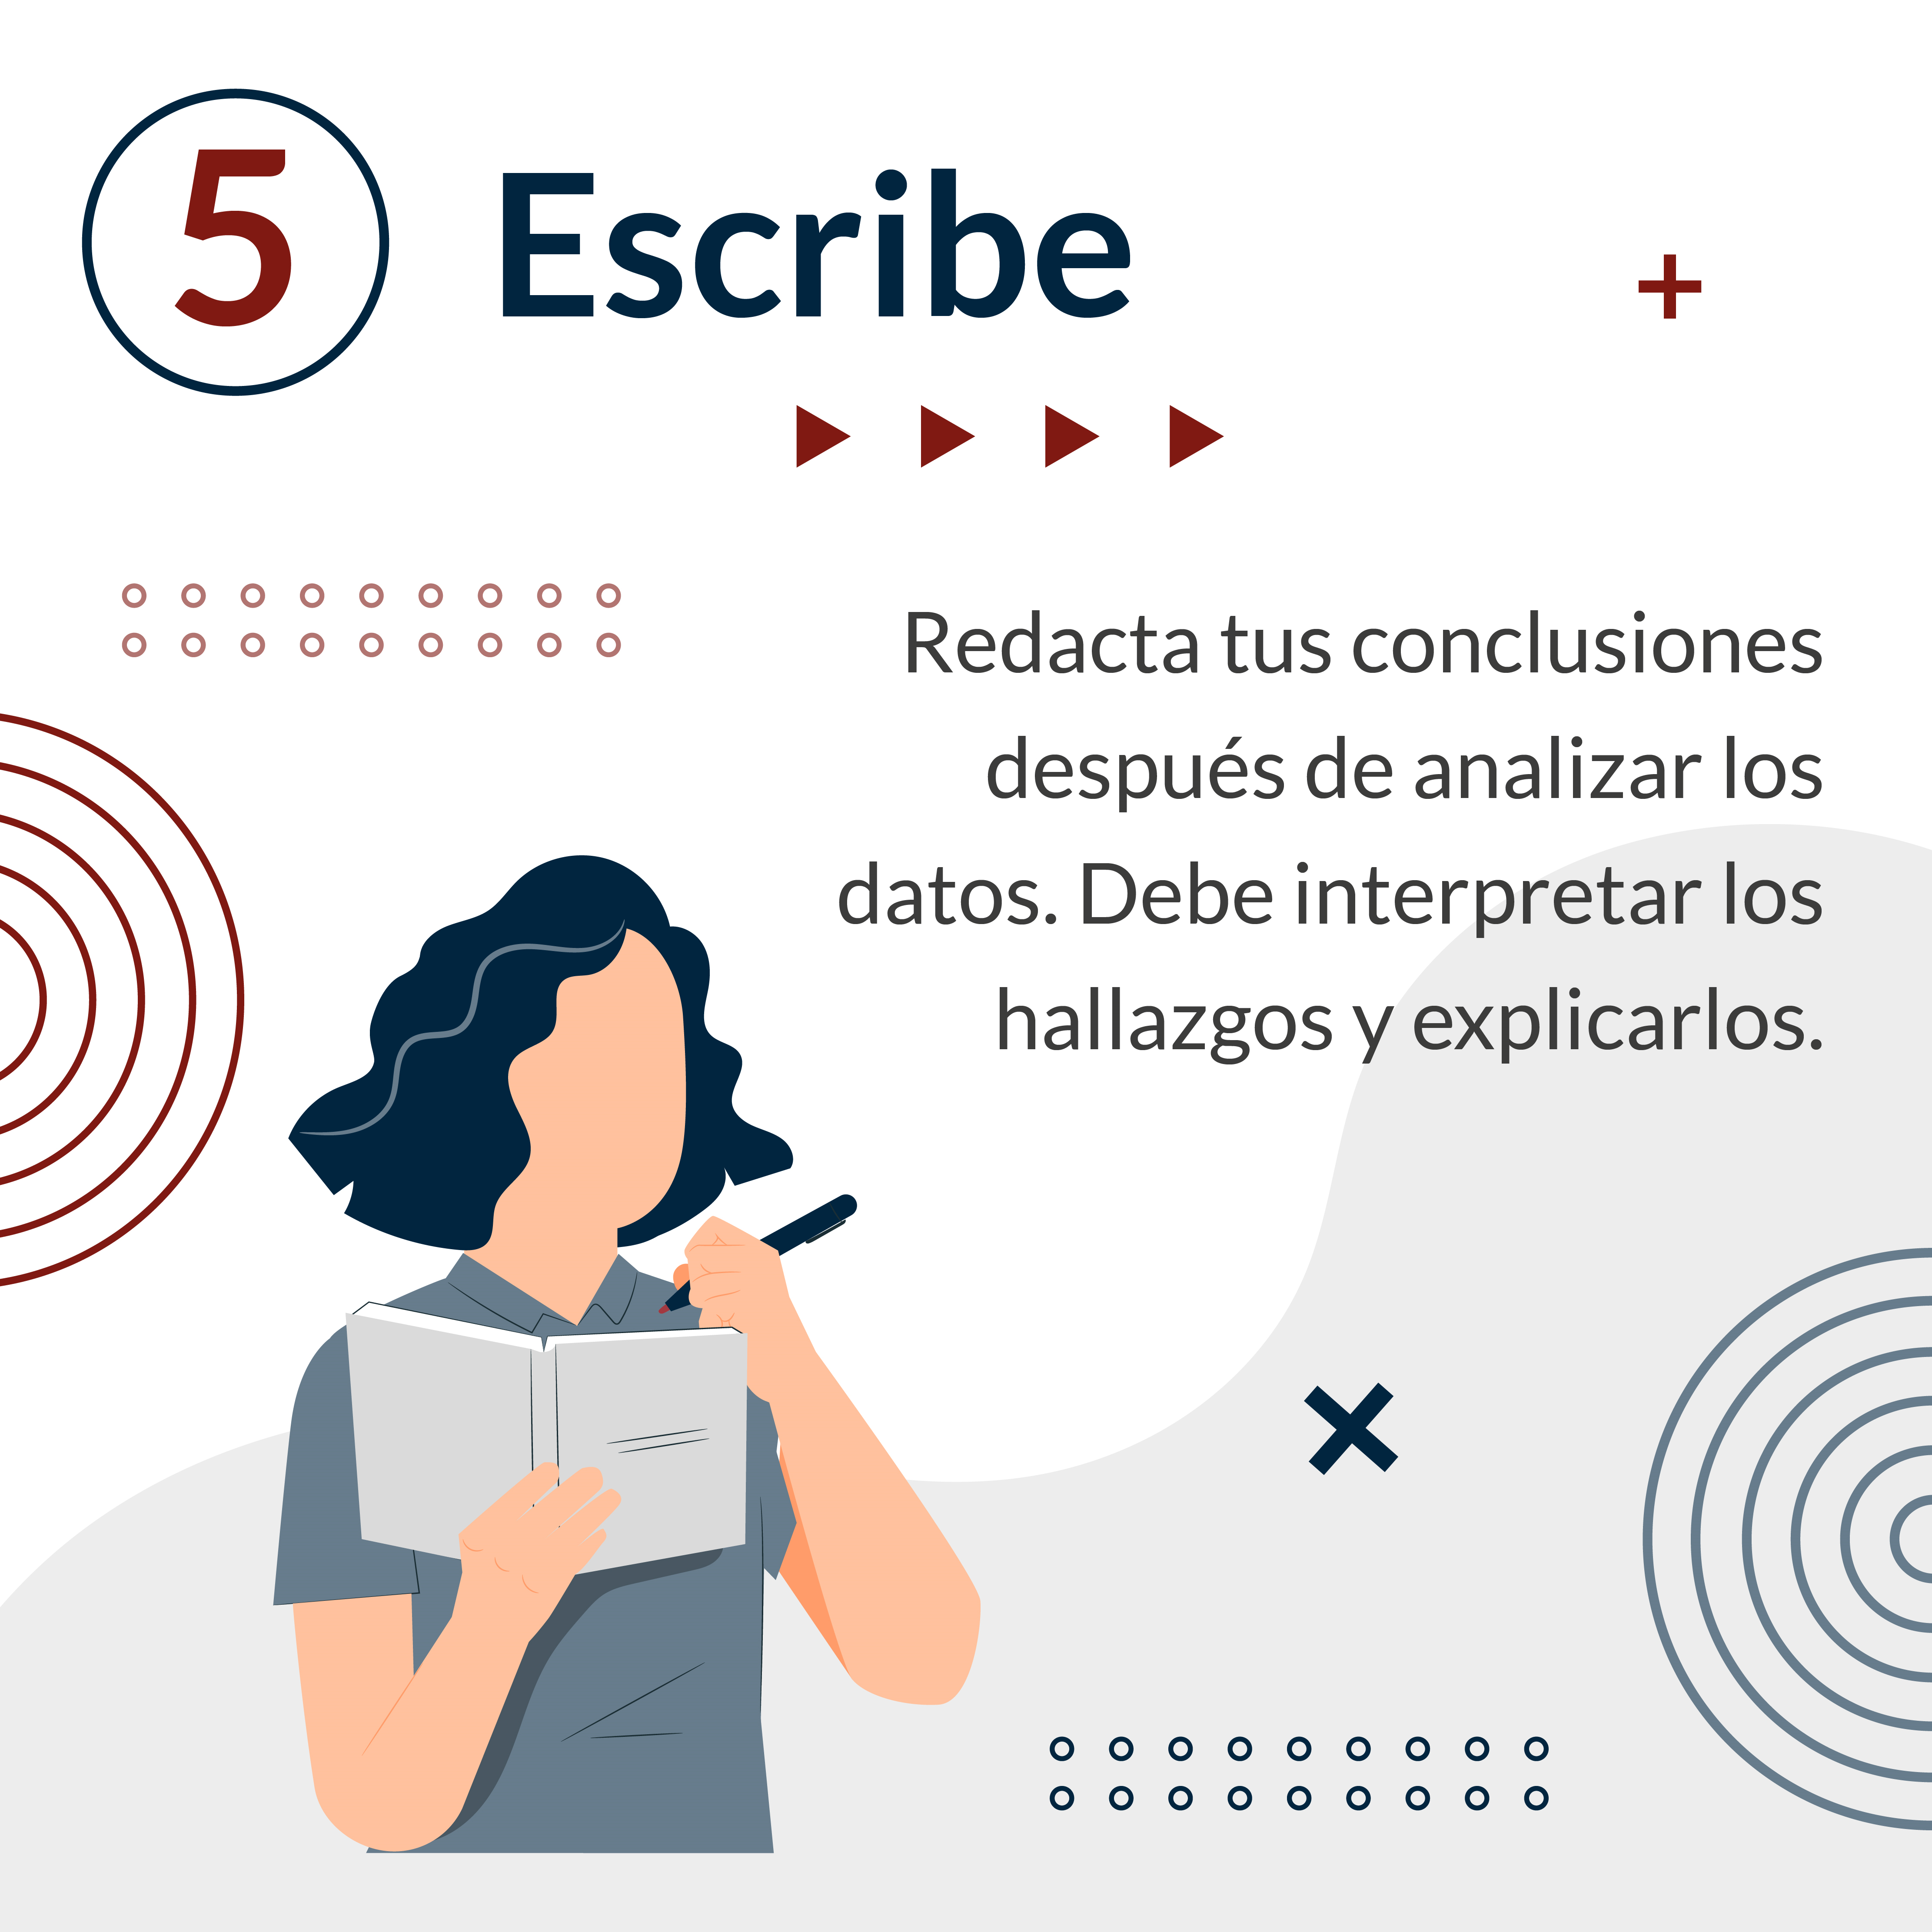 5
Escribe
Redacta tus conclusiones
después de analizar los
datos. Debe interpretar los
hallazgos y explicarlos.